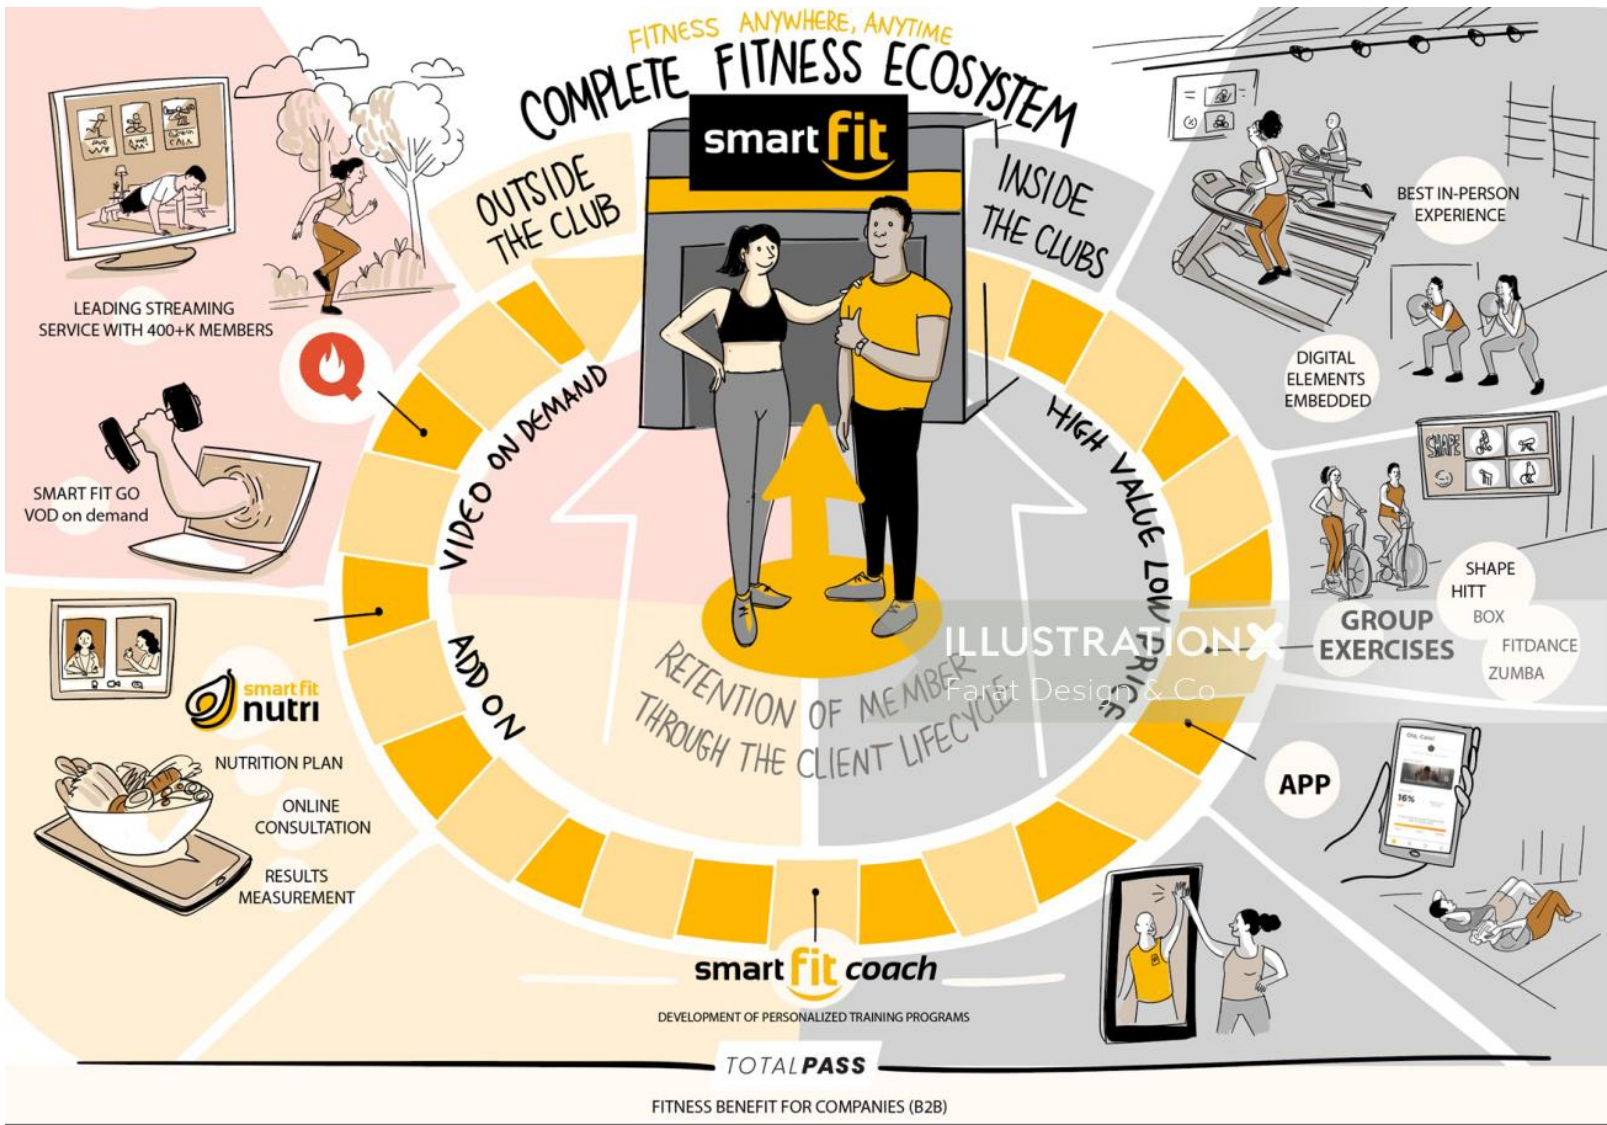 FITNESS ANYWHERE, ANYTIME
COMPLETE FITNESS ECOSYSTEM
smart fit
OUTSIDE
THE CLUB
INSIDE
THE CLUBS
LEADING STREAMING
SERVICE WITH 400+K MEMBERS
Q
SMART FIT GO
VOD on demand
VIDEO ON DEMAND
ADD ON
smart fit
nutri
NUTRITION PLAN
ONLINE
CONSULTATION
RESULTS
MEASUREMENT
BEST IN-PERSON
EXPERIENCE
DIGITAL
ELEMENTS
EMBEDDED
HIGH VALUE LOW PRICE
SHAPE
SHAPE
HITT
BOX
FITDANCE
ZUMBA
GROUP
EXERCISES
APP
16%
RETENTION OF MEMBER
THROUGH THE CLIENT LIFECYCLE
ILLUSTRATIONX
Farat Design & Co
smart fit coach
DEVELOPMENT OF PERSONALIZED TRAINING PROGRAMS
TOTALPASS
FITNESS BENEFIT FOR COMPANIES (B2B)